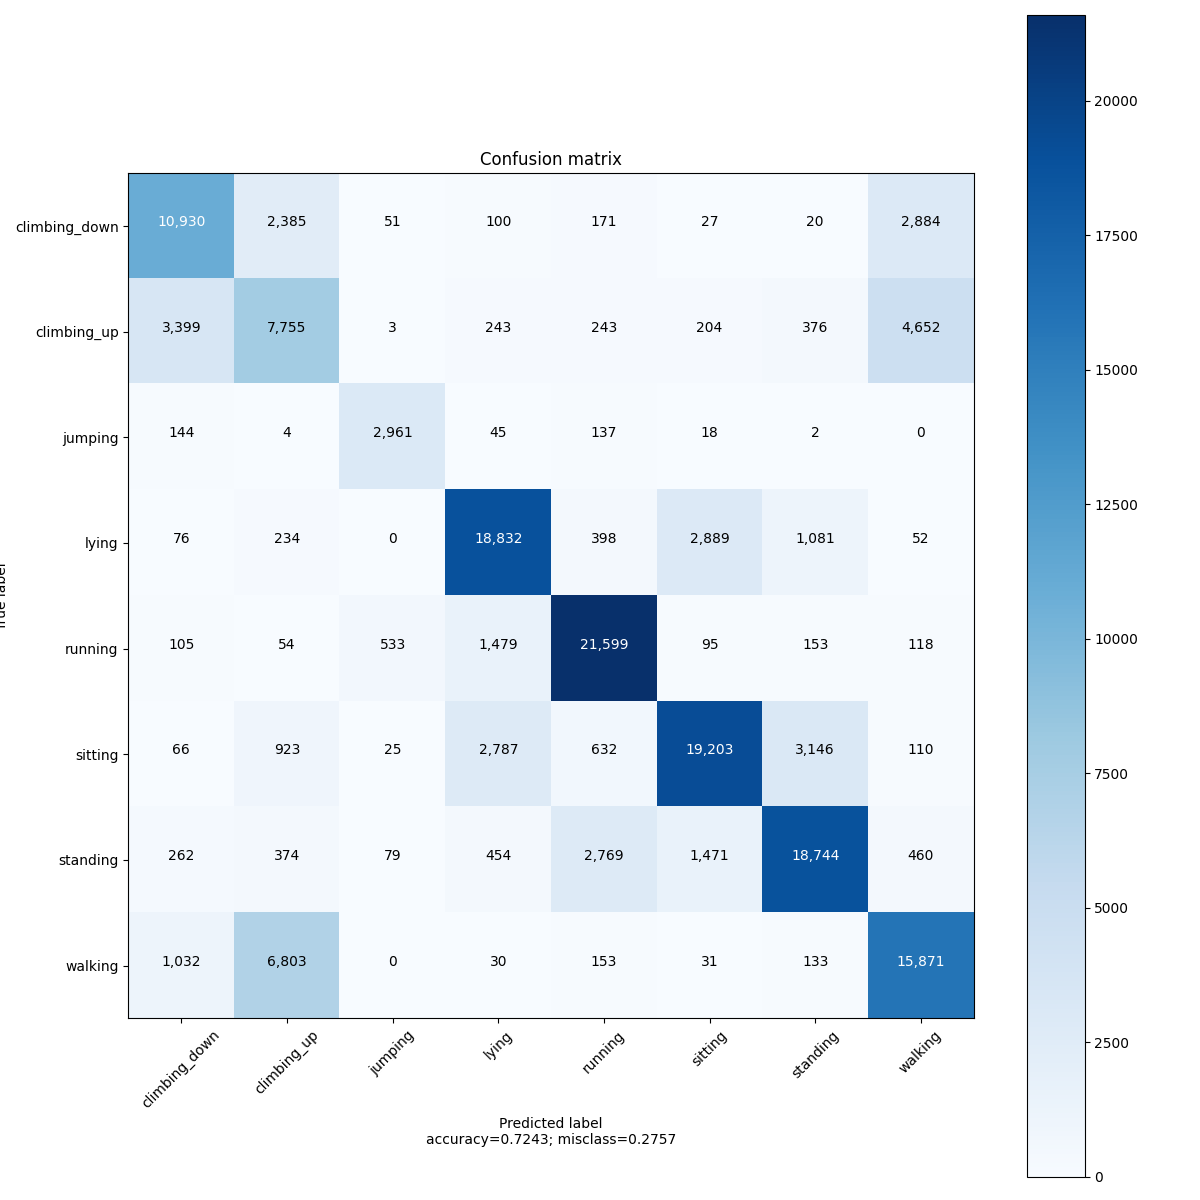 Confusion matrix
climbing_down 10,930 2,385 51 100 171 27 20 2,884
climbing_up 3,399 7,755 3 243 243 204 376 4,652
jumping 144 4 2,961 45 137 18 2 0
lying 76 234 0 18,832 398 2,889 1,081 52
running 105 54 533 1,479 21,599 95 153 118
sitting 66 923 25 2,787 632 19,203 3,146 110
standing 262 374 79 454 2,769 1,471 18,744 460
walking 1,032 6,803 0 30 153 31 133 15,871
climbing_down climbing_up jumping lying running sitting standing walking
Predicted label
accuracy=0.7243; misclass=0.2757
20000
17500
15000
12500
10000
7500
5000
2500
0